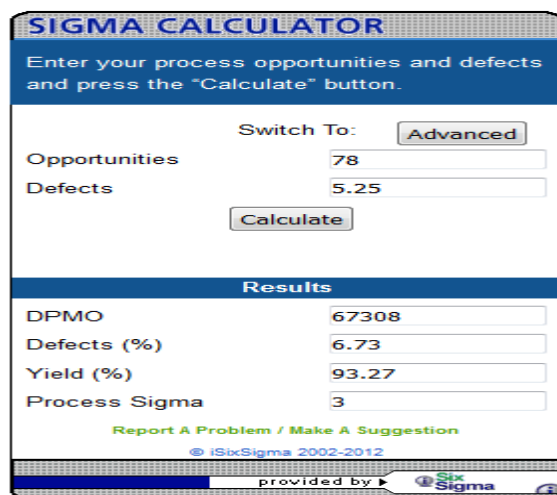 SIGMA CALCULATOR
Enter your process opportunities and defects
and press the “Calculate” button.
Switch To: Advanced
Opportunities 78
Defects 5.25
Calculate
Results
DPMO 67308
Defects (%) 6.73
Yield (%) 93.27
Process Sigma 3
Report A Problem / Make A Suggestion
© iSixSigma 2002-2012
provided by Six
Sigma